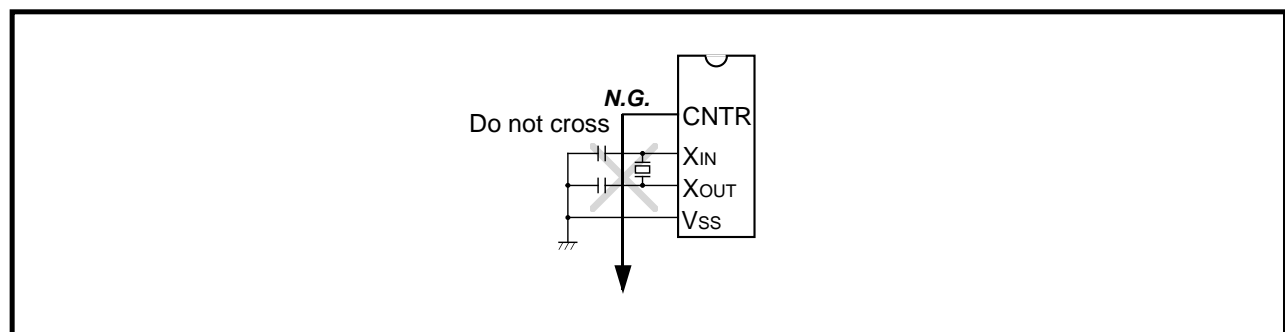 N.G.
Do not cross
CNTR
XIN
XOUT
VSS